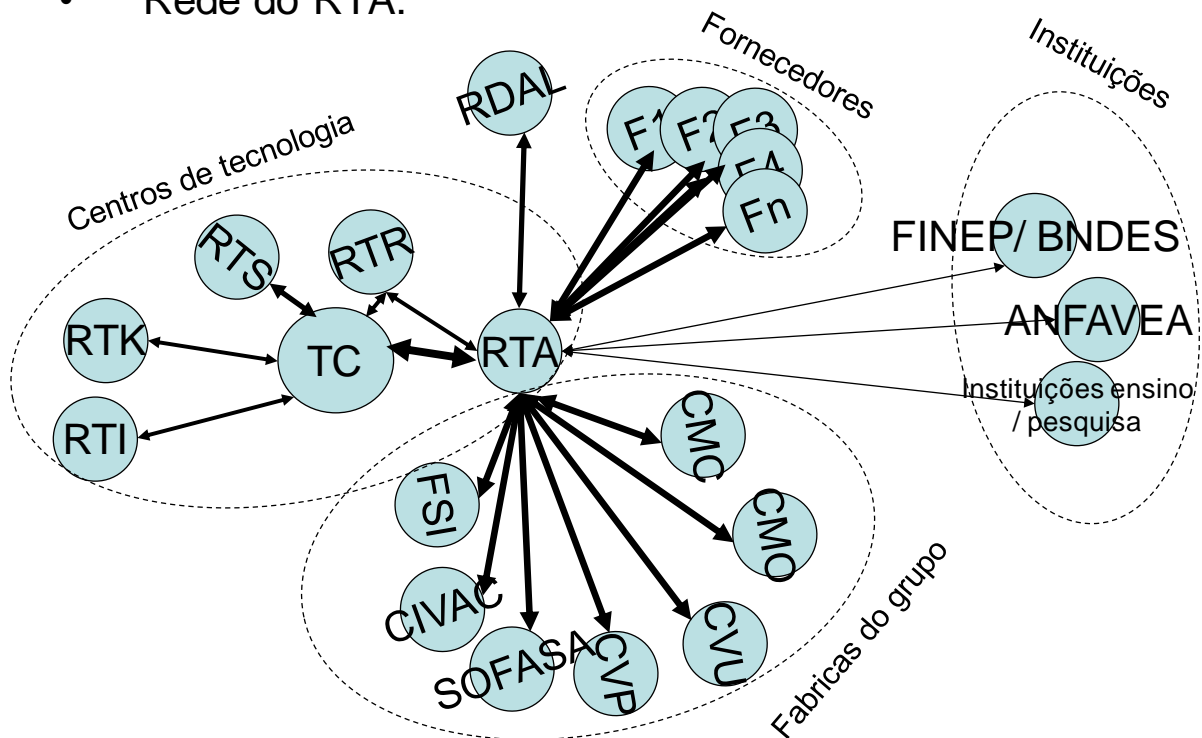 • Rede do RTA:
Fornecedores
Instituições
RDAL
F1
F2
F3
F4
Fn
Centros de tecnologia
RTS
RTR
FINEP/ BNDES
ANFAVEA
RTK
TC
RTA
RTI
Instituições ensino
/ pesquisa
CMC
FSI
CMO
CIVAC
SOFASA
CVP
CVU
Fabricas do grupo